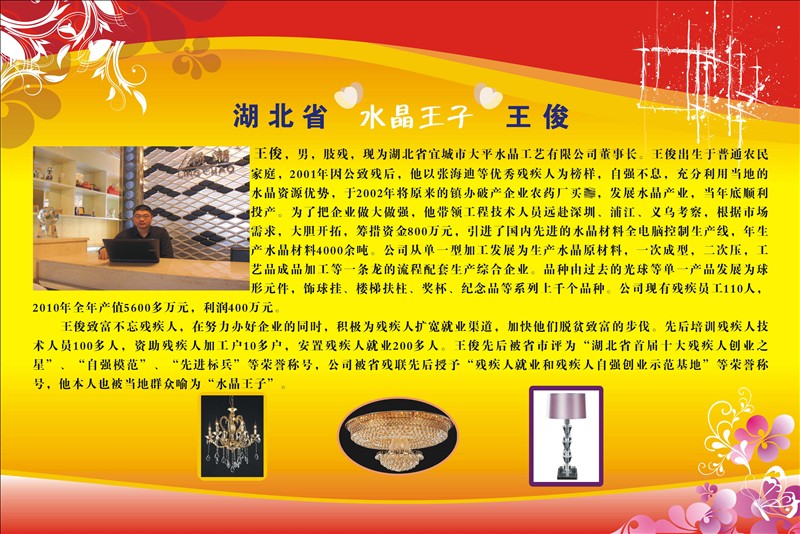 湖北省 水晶王子 王俊
王俊，男，肢残，现为湖北省宜城市大平水晶工艺有限公司董事长。王俊出生于普通农民
家庭，2001年因公致残后，他以张海迪等优秀残疾人为榜样，自强不息，充分利用当地的
水晶资源优势，于2002年将原来的镇办破产企业农药厂买，发展水晶产业，当年底顺利
投产。为了把企业做大做强，他带领工程技术人员远赴深圳、浦江、义乌考察，根据市场
需求，大胆开拓，筹措资金800万元，引进了国内先进的水晶材料全电脑控制生产线，年生
产水晶材料4000余吨。公司从单一型加工发展为生产水晶原材料，一次成型，二次压，工
艺品成品加工等一条龙的流程配套生产综合企业。品种由过去的光球等单一产品发展为球
形元件，饰球挂、楼梯扶柱、奖杯、纪念品等系列上千个品种。公司现有残疾员工110人，
2010年全年产值5600多万元，利润400万元。
王俊致富不忘残疾人，在努力办好企业的同时，积极为残疾人扩宽就业渠道，加快他们脱贫致富的步伐。先后培训残疾人技
术人员100多人，资助残疾人加工户10多户，安置残疾人就业200多人。王俊先后被省市评为“湖北省首届十大残疾人创业之
星”、“自强模范”、“先进标兵”等荣誉称号，公司被省残联先后授予“残疾人就业和残疾人自强创业示范基地”等荣誉称
号，他本人也被当地群众喻为“水晶王子”。